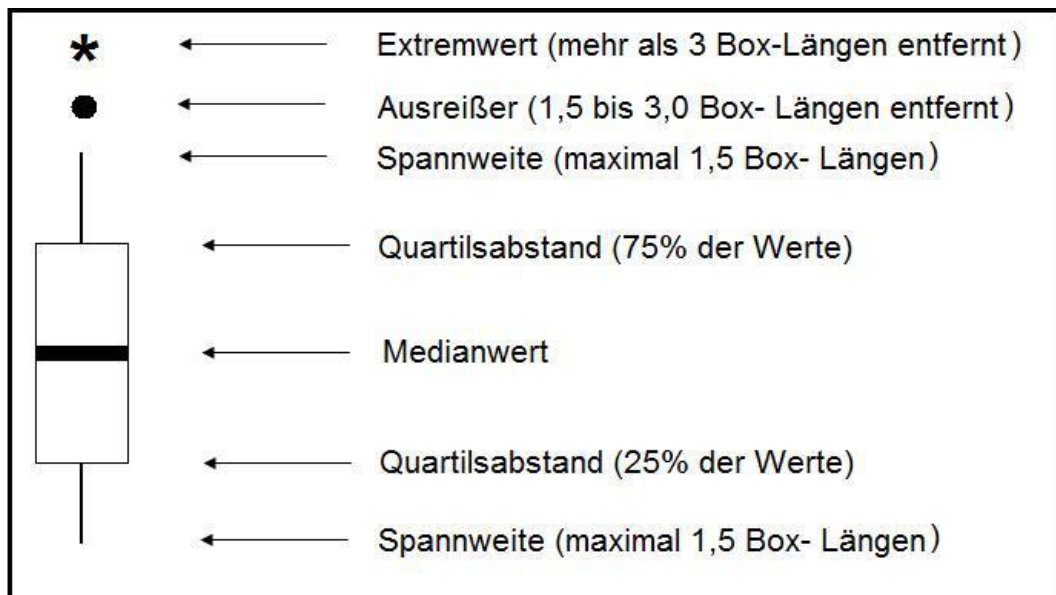 Extremwert (mehr als 3 Box-Längen entfernt)
Ausreißer (1,5 bis 3,0 Box- Längen entfernt)
Spannweite (maximal 1,5 Box- Längen)
Quartilsabstand (75% der Werte)
Medianwert
Quartilsabstand (25% der Werte)
Spannweite (maximal 1,5 Box- Längen)